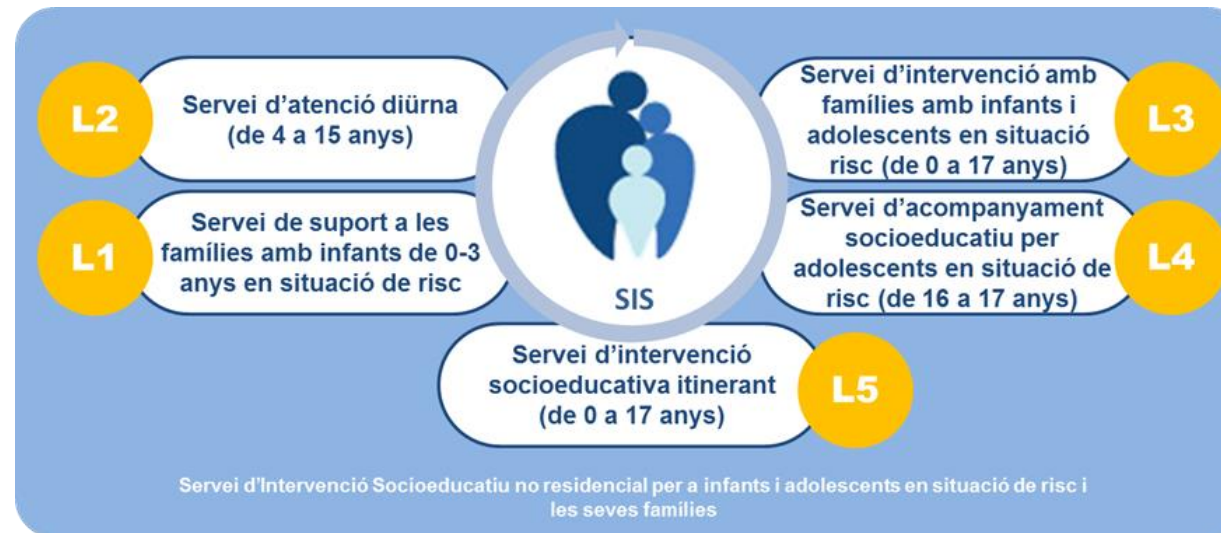 L2
Servei d'atenció diürna
(de 4 a 15 anys)
L1
Servei de suport a les
famílies amb infants de 0-3
anys en situació de risc
SIS
Servei d'intervenció amb
famílies amb infants i
adolescents en situació
risc (de 0 a 17 anys)
L3
Servei d'acompanyament
socioeducatiu per
adolescents en situació de
risc (de 16 a 17 anys)
L4
Servei d'intervenció
socioeducativa itinerant
(de 0 a 17 anys)
L5
Servei d'Intervenció Socioeducatiu no residencial per a infants i adolescents en situació de risc i
les seves famílies